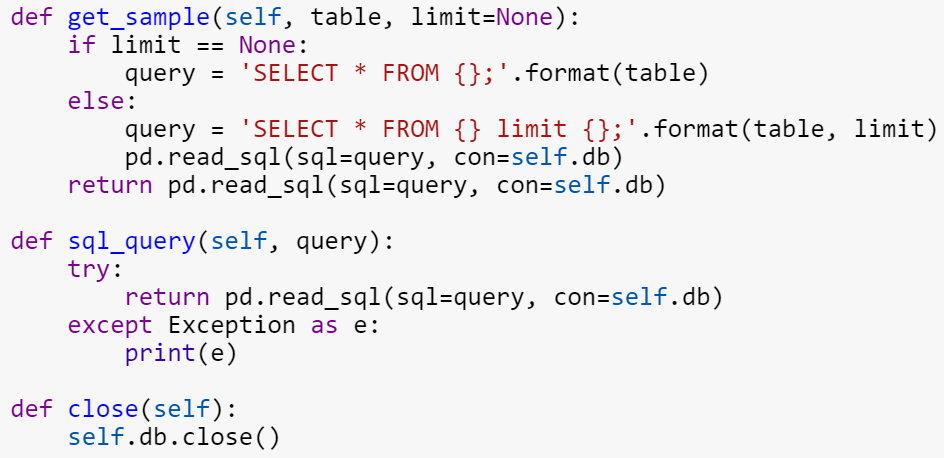 def get_sample(self, table, limit=None):
    if limit == None:
        query = 'SELECT * FROM {};'.format(table)
    else:
        query = 'SELECT * FROM {} limit {};'.format(table, limit)
        pd.read_sql(sql=query, con=self.db)
    return pd.read_sql(sql=query, con=self.db)

def sql_query(self, query):
    try:
        return pd.read_sql(sql=query, con=self.db)
    except Exception as e:
        print(e)

def close(self):
    self.db.close()